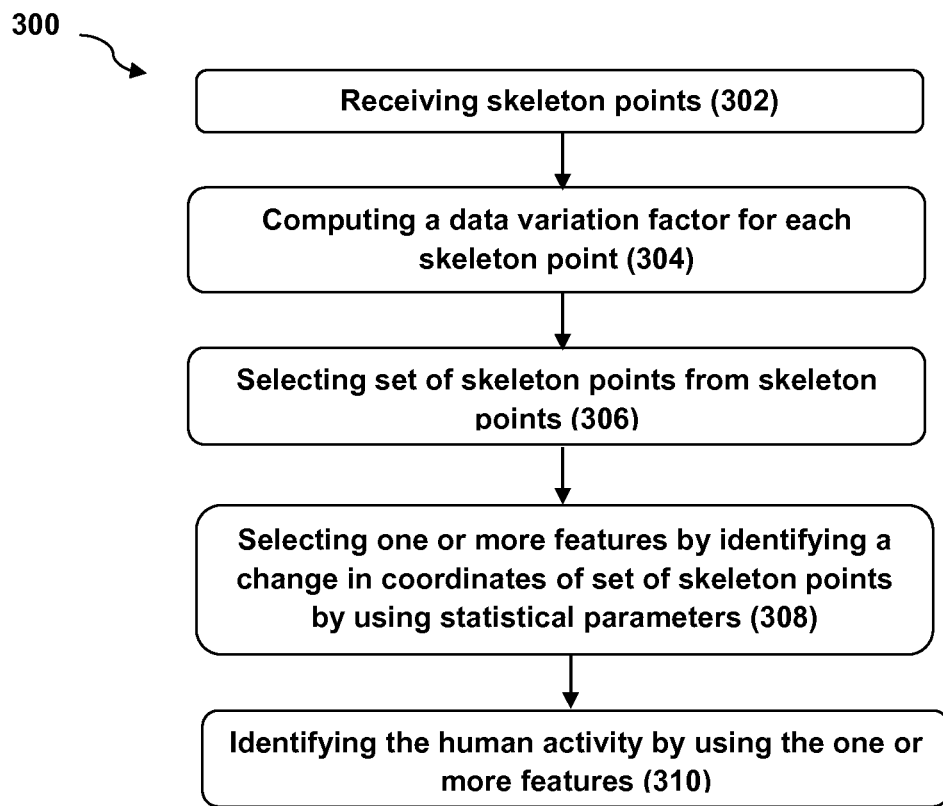 300
Receiving skeleton points (302)
Computing a data variation factor for each
skeleton point (304)
Selecting set of skeleton points from skeleton
points (306)
Selecting one or more features by identifying a
change in coordinates of set of skeleton points
by using statistical parameters (308)
Identifying the human activity by using the one or
more features (310)